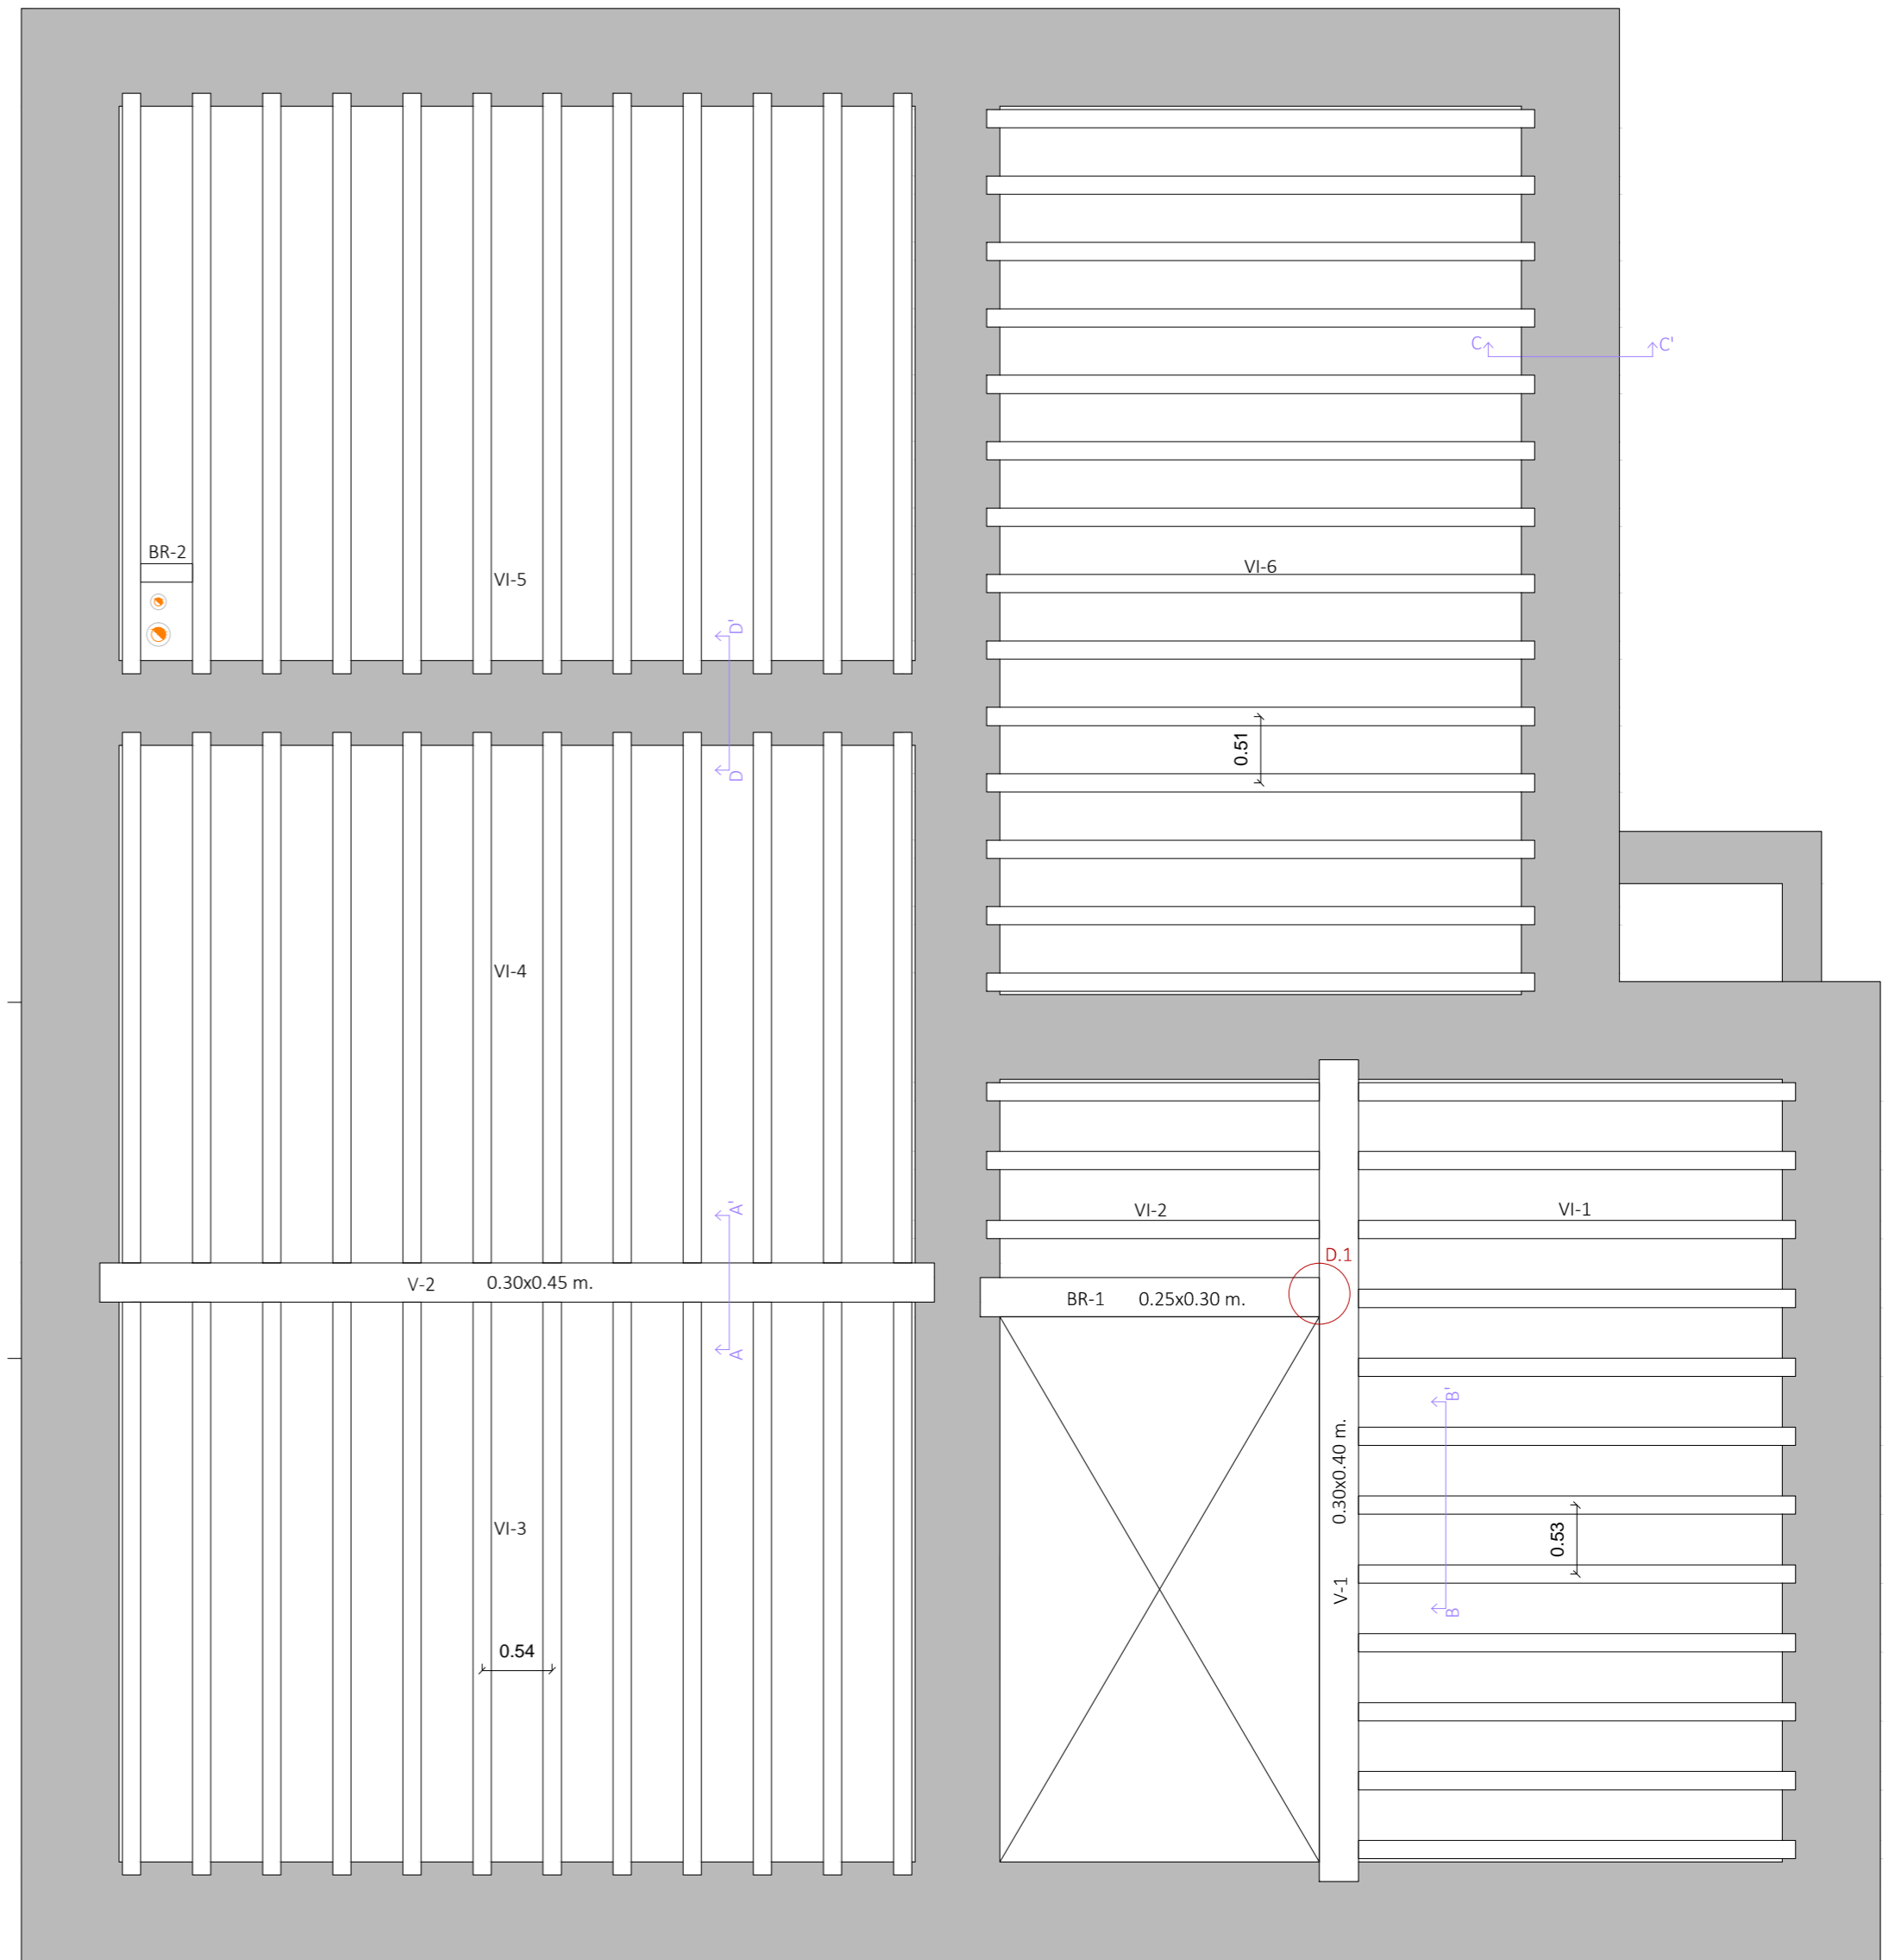 C
C'
BR-2
VI-5
VI-6
D'
D
0.51
VI-4
A'
A
VI-2
VI-1
D.1
V-2 0.30x0.45 m.
BR-1 0.25x0.30 m.
B'
B
0.30x0.40 m.
V-1
VI-3
0.53
0.54